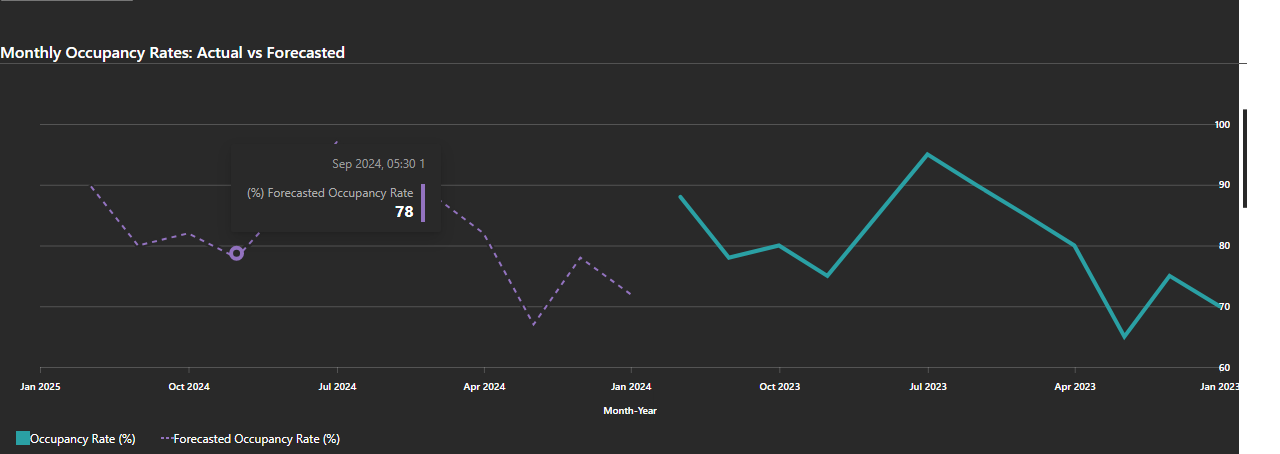 Monthly Occupancy Rates: Actual vs Forecasted
100
90
80
70
60
Sep 2024, 05:30 1
(%) Forecasted Occupancy Rate
78
Jan 2025 Oct 2024 Jul 2024 Apr 2024 Jan 2024 Oct 2023 Jul 2023 Apr 2023 Jan 2023
Month-Year
Occupancy Rate (%) Forecasted Occupancy Rate (%)